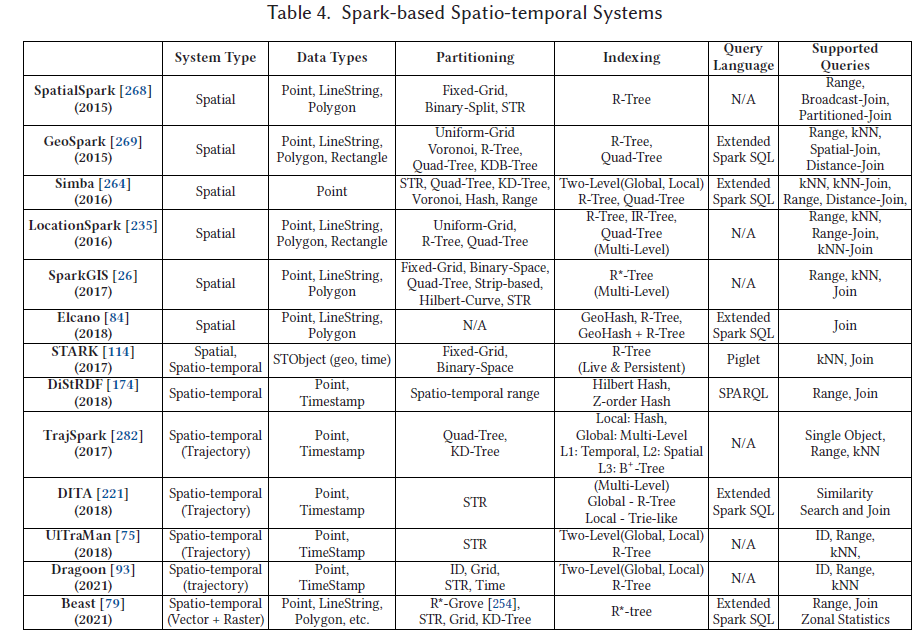 Table 4. Spark-based Spatio-temporal Systems
System Type
Data Types
Partitioning
Indexing
Query
Language
Supported
Queries
SpatialSpark [268]
(2015)
Spatial
Point, LineString,
Polygon
Fixed-Grid,
Binary-Split, STR
R-Tree
N/A
Range,
Broadcast-Join,
Partitioned-Join
GeoSpark [269]
(2015)
Spatial
Point, LineString,
Polygon, Rectangle
Uniform-Grid
Voronoi, R-Tree,
Quad-Tree, KDB-Tree
R-Tree,
Quad-Tree
Extended
Spark SQL
Range, kNN,
Spatial-Join,
Distance-Join
Simba [264]
(2016)
Spatial
Point
STR, Quad-Tree, KD-Tree,
Voronoi, Hash, Range
Two-Level(Global, Local)
R-Tree, Quad-Tree
Extended
Spark SQL
kNN, kNN-Join,
Range, Distance-Join,
LocationSpark [235]
(2016)
Spatial
Point, LineString,
Polygon, Rectangle
Uniform-Grid,
R-Tree, Quad-Tree
R-Tree, IR-Tree,
Quad-Tree
(Multi-Level)
N/A
Range, kNN,
Range-Join,
kNN-Join
SparkGIS [26]
(2017)
Spatial
Point, LineString,
Polygon
Fixed-Grid, Binary-Space,
Quad-Tree, Strip-based,
Hilbert-Curve, STR
R*-Tree
(Multi-Level)
N/A
Range, kNN,
Join
Elcano [84]
(2018)
Spatial
Point, LineString,
Polygon
N/A
GeoHash, R-Tree,
GeoHash + R-Tree
Extended
Spark SQL
Join
STARK [114]
(2017)
Spatial,
Spatio-temporal
STObject (geo, time)
Fixed-Grid,
Binary-Space
R-Tree
(Live & Persistent)
Piglet
kNN, Join
DiStRDF [174]
(2018)
Spatio-temporal
Point,
Timestamp
Spatio-temporal range
Hilbert Hash,
Z-order Hash
SPARQL
Range, Join
TrajSpark [282]
(2017)
Spatio-temporal
(Trajectory)
Point,
Timestamp
Quad-Tree,
KD-Tree
Local: Hash,
Global: Multi-Level
L1: Temporal, L2: Spatial
L3: B⁺-Tree
N/A
Single Object,
Range, kNN
DITA [221]
(2018)
Spatio-temporal
(Trajectory)
Point,
Timestamp
STR
(Multi-Level)
Global - R-Tree
Local - Trie-like
Extended
Spark SQL
Similarity
Search and Join
UlTraMan [75]
(2018)
Spatio-temporal
(Trajectory)
Point,
TimeStamp
STR
Two-Level(Global, Local)
R-Tree
N/A
ID, Range,
kNN,
Dragoon [93]
(2021)
Spatio-temporal
(trajectory)
Point,
TimeStamp
ID, Grid,
STR, Time
Two-Level(Global, Local)
R-Tree
N/A
ID, Range,
kNN
Beast [79]
(2021)
Spatio-temporal
(Vector + Raster)
Point, LineString,
Polygon, etc.
R*-Grove [254],
STR, Grid, KD-Tree
R*-tree
Extended
Spark SQL
Range, Join
Zonal Statistics